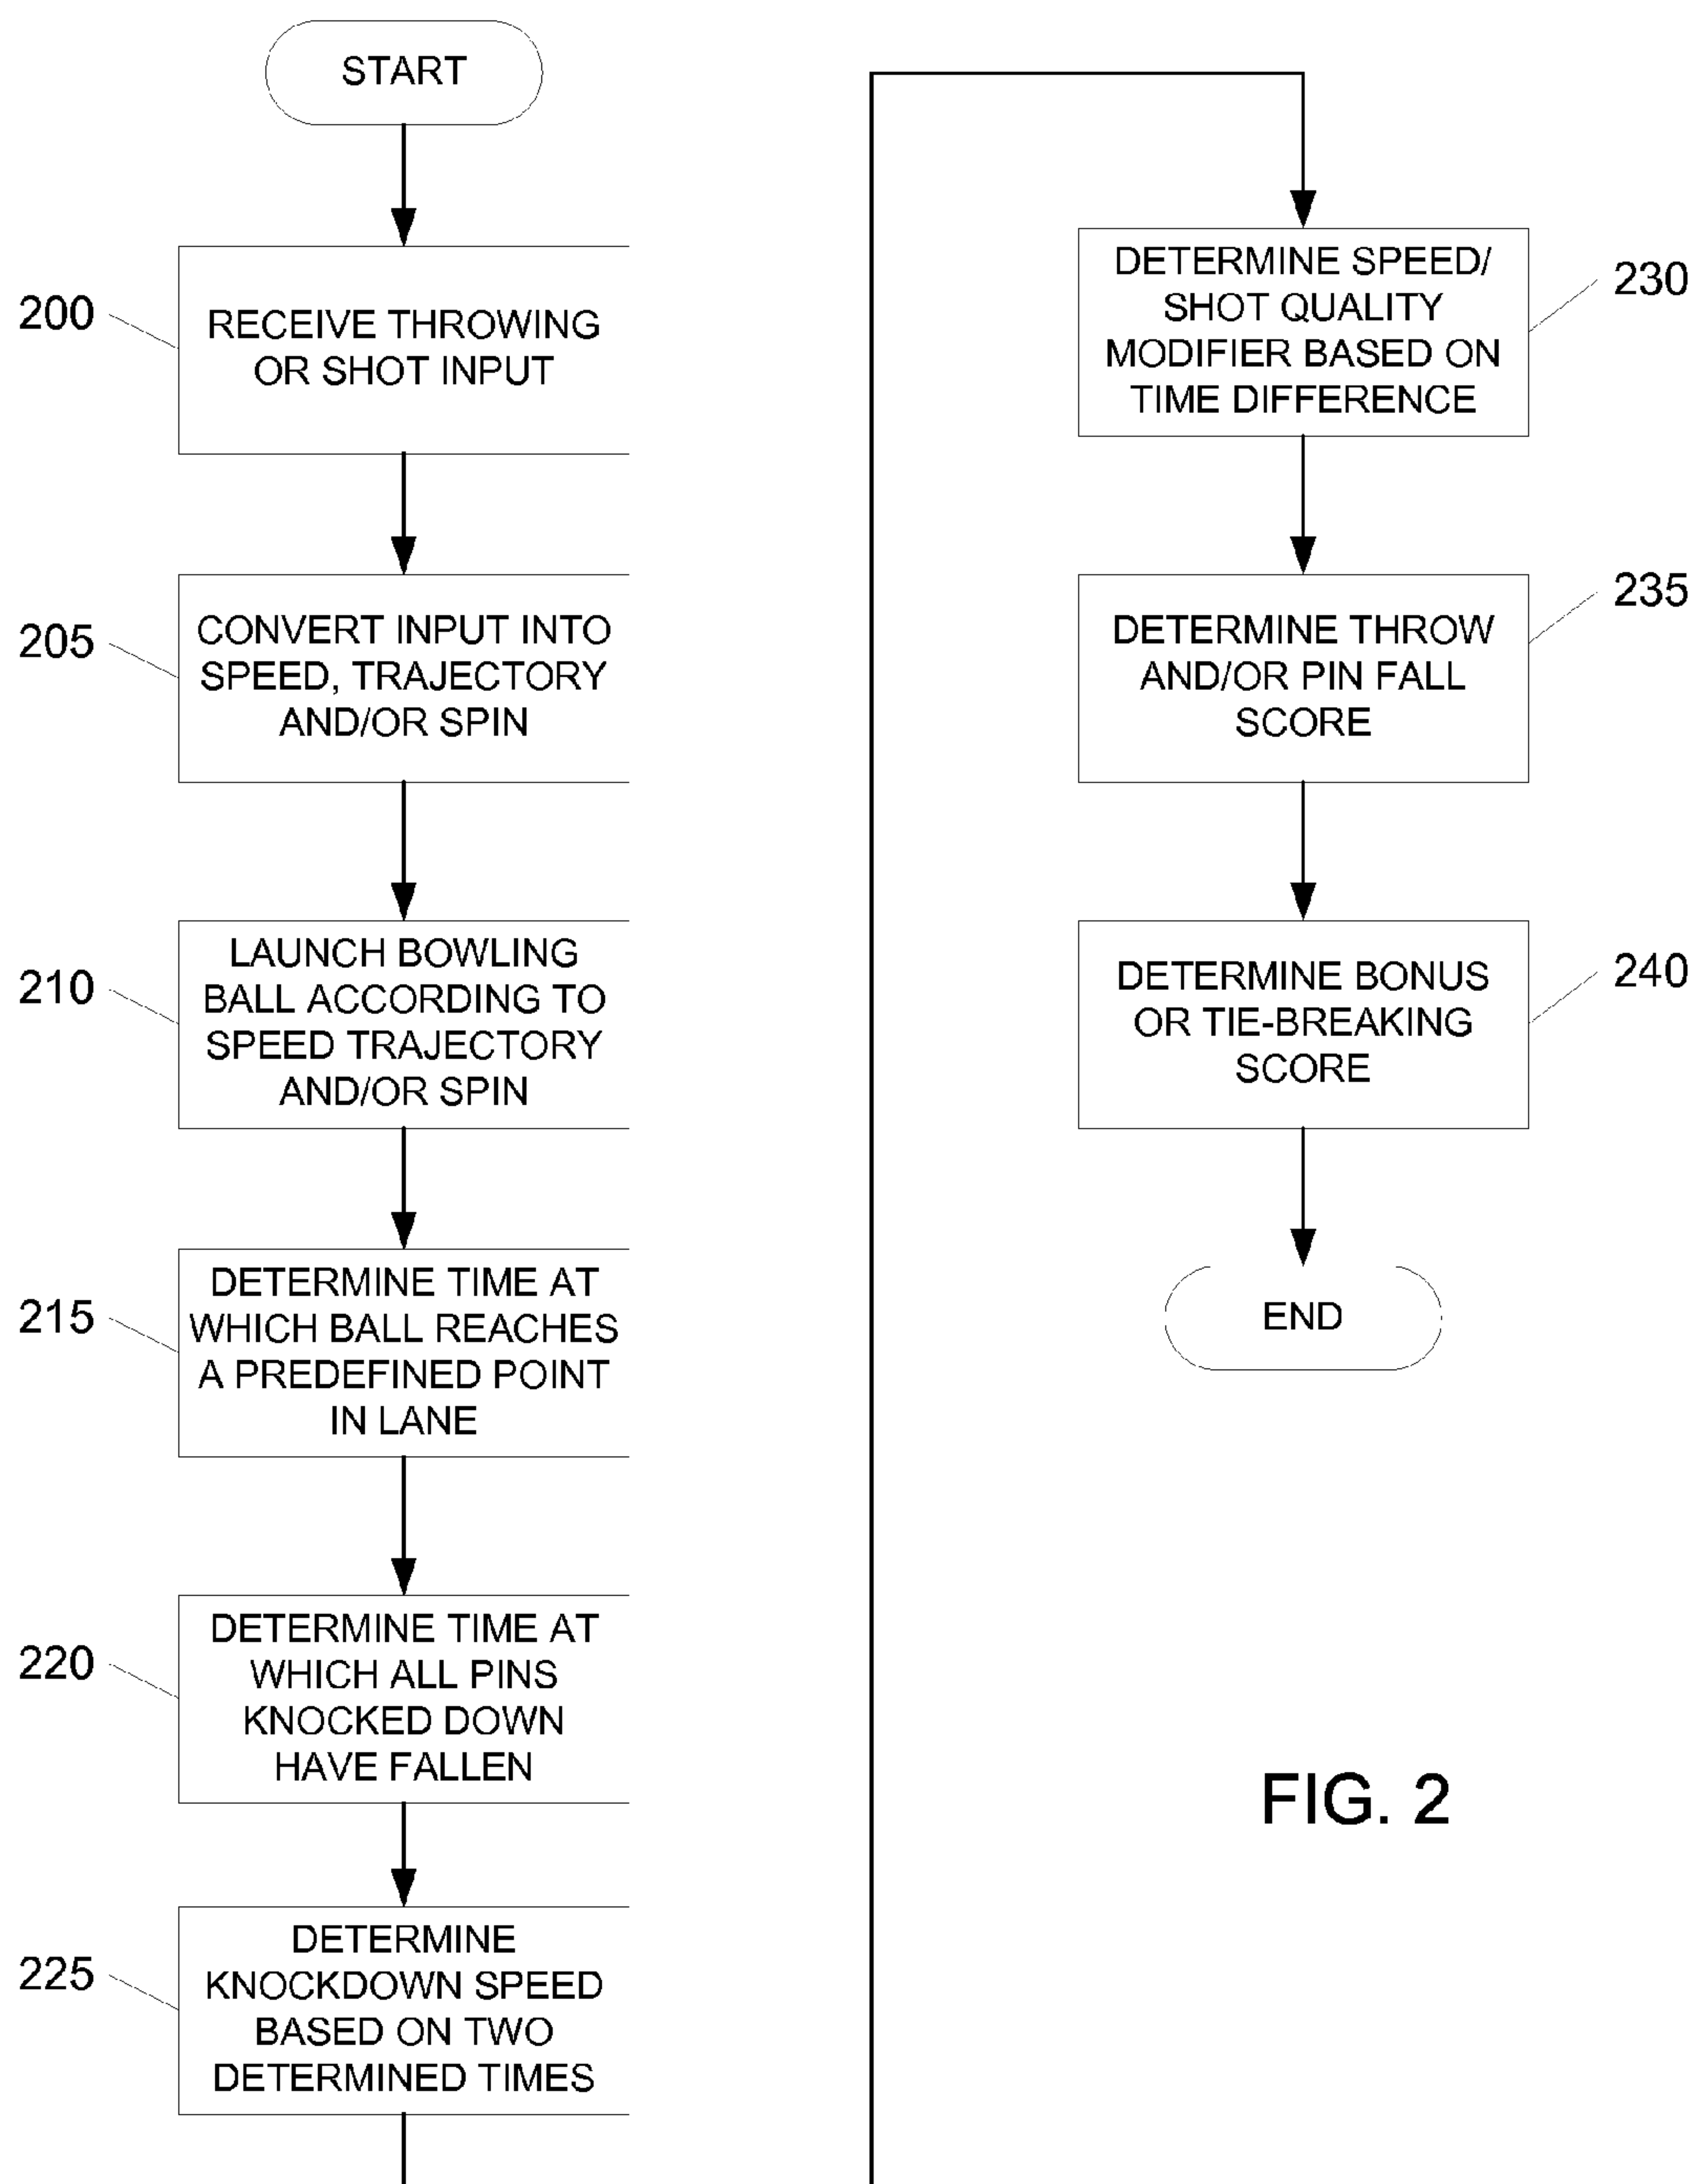 START
200
RECEIVE THROWING
OR SHOT INPUT
205
CONVERT INPUT INTO
SPEED, TRAJECTORY
AND/OR SPIN
210
LAUNCH BOWLING
BALL ACCORDING TO
SPEED TRAJECTORY
AND/OR SPIN
215
DETERMINE TIME AT
WHICH BALL REACHES
A PREDEFINED POINT
IN LANE
220
DETERMINE TIME AT
WHICH ALL PINS
KNOCKED DOWN
HAVE FALLEN
225
DETERMINE
KNOCKDOWN SPEED
BASED ON TWO
DETERMINED TIMES
230
DETERMINE SPEED/
SHOT QUALITY
MODIFIER BASED ON
TIME DIFFERENCE
235
DETERMINE THROW
AND/OR PIN FALL
SCORE
240
DETERMINE BONUS
OR TIE-BREAKING
SCORE
END
FIG. 2